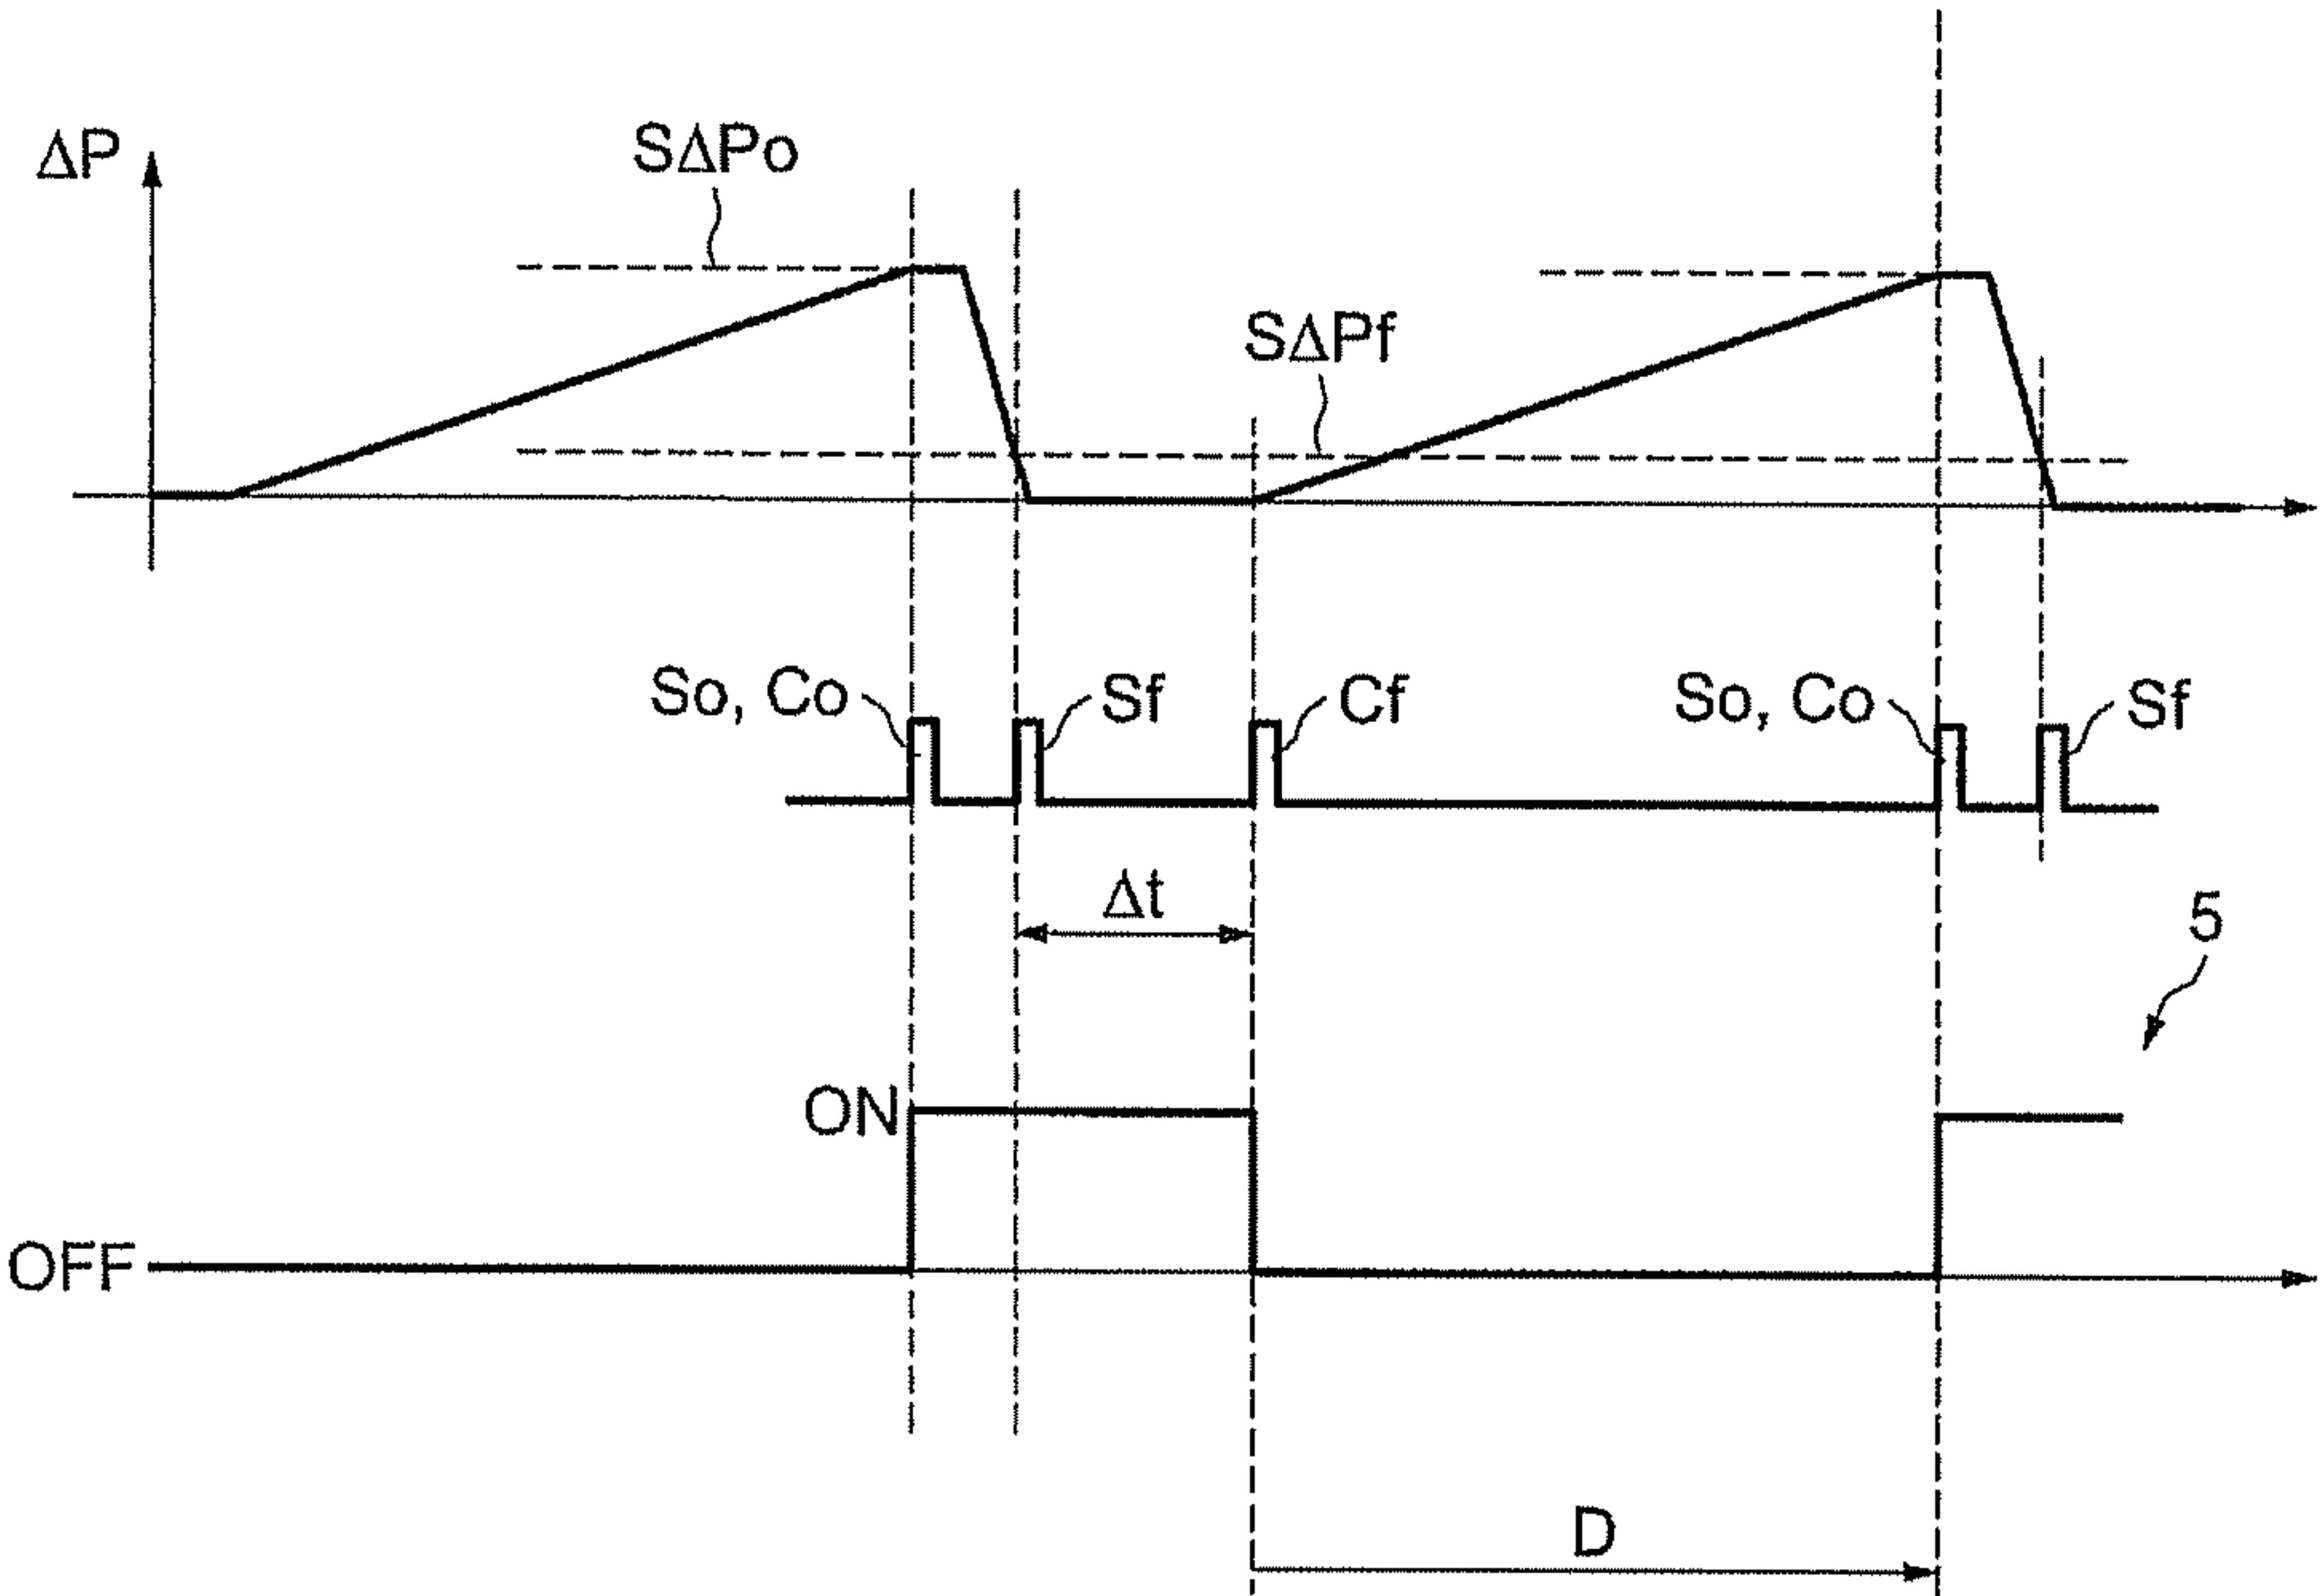 ΔP
SΔPo
SΔPf
So, Co
Sf
Cf
So, Co
Sf
Δt
5
ON
OFF
D